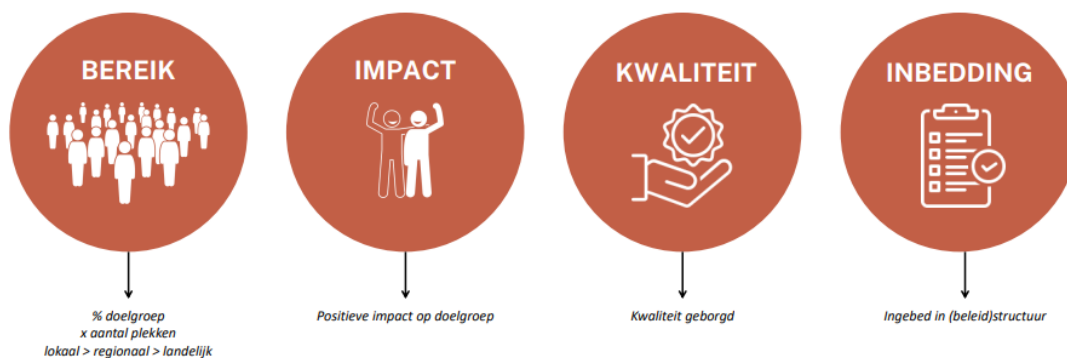 BEREIK
% doelgroep
x aantal plekken
lokaal > regionaal > landelijk
IMPACT
Positieve impact op doelgroep
KWALITEIT
Kwaliteit geborgd
INBEDDING
Ingebed in (beleid)structuur